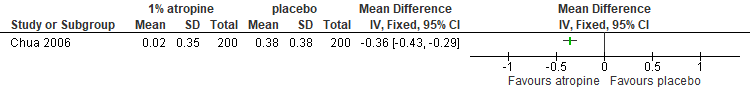 1% atropine placebo Mean Difference Mean Difference
Study or Subgroup Mean SD Total Mean SD Total IV, Fixed, 95% CI IV, Fixed, 95% CI
Chua 2006 0.02 0.35 200 0.38 0.38 200 -0.36 [-0.43, -0.29]
-1 -0.5 0 0.5 1
Favours atropine Favours placebo